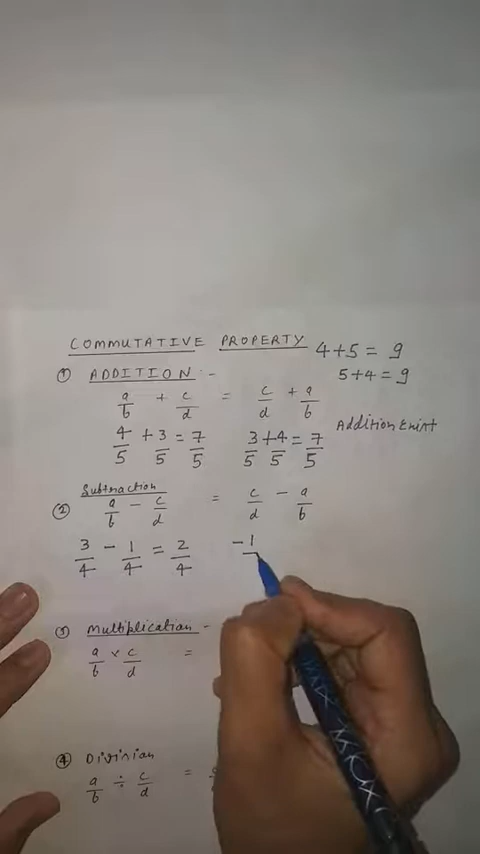 COMMUTATIVE PROPERTY 4+5 = 9
① ADDITION :- 5+4 = 9
a/b + c/d = c/d + a/b
4/5 + 3/5 = 7/5 3/5 + 4/5 = 7/5 Addition Exist
Subtraction
② a/b - c/d = c/d - a/b
3/4 - 1/4 = 2/4 -1
③ Multiplication -
a/b × c/d =
④ Division
a/b ÷ c/d =